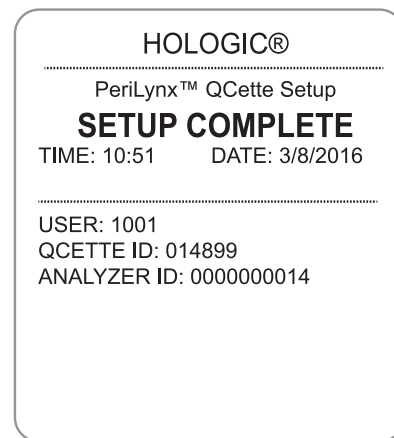 HOLOGIC®
PeriLynx™ QCette Setup
SETUP COMPLETE
TIME: 10:51 DATE: 3/8/2016
USER: 1001
QCETTE ID: 014899
ANALYZER ID: 0000000014